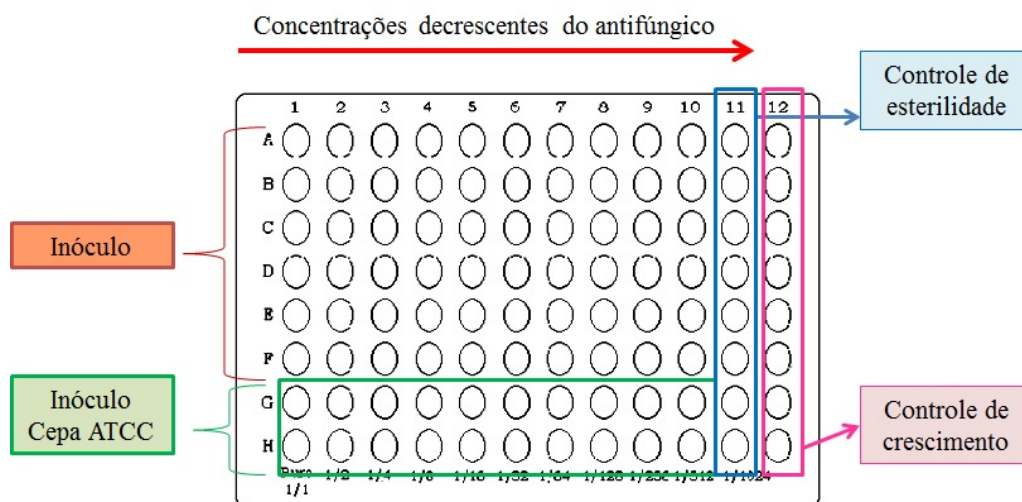 Concentrações decrescentes do antifúngico
Controle de
esterilidade
1 2 3 4 5 6 7 8 9 10 11 12
A
B
C
D
E
F
G
H
Inóculo
Inóculo
Cepa ATCC
Controle de
crescimento
Puro 1/2 1/4 1/8 1/16 1/32 1/64 1/128 1/256 1/512 1/1024
1/1